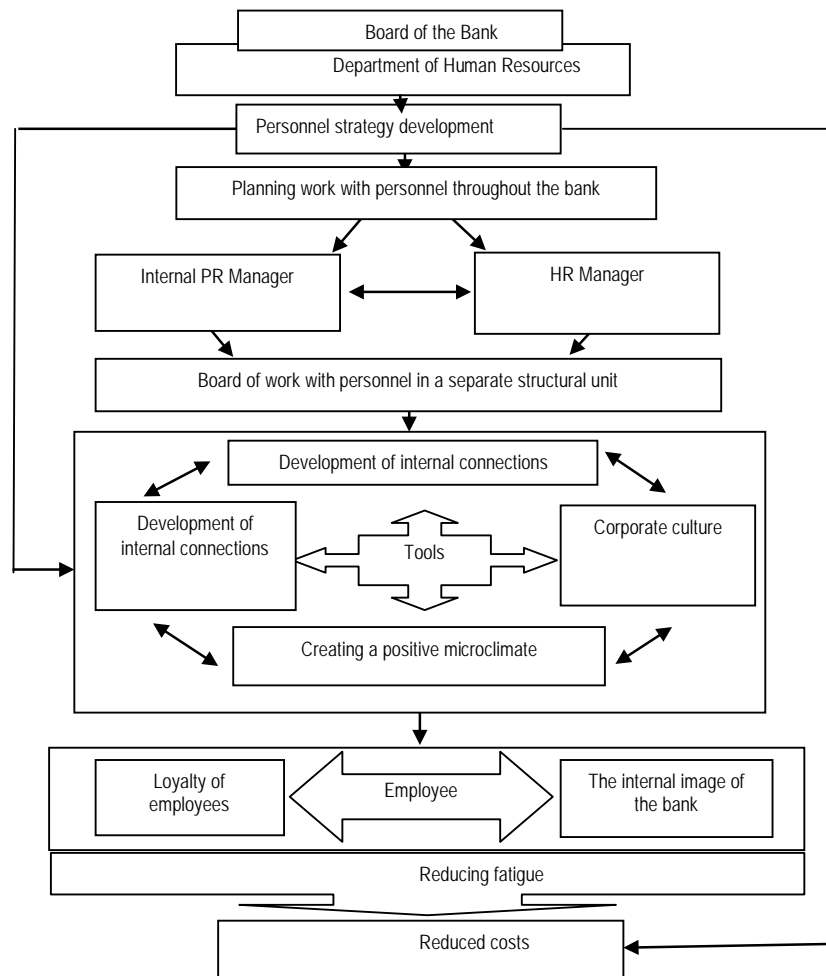 Board of the Bank
Department of Human Resources
Personnel strategy development
Planning work with personnel throughout the bank
Internal PR Manager
HR Manager
Board of work with personnel in a separate structural unit
Development of internal connections
Development of
internal connections
Tools
Corporate culture
Creating a positive microclimate
Loyalty of
employees
Employee
The internal image of
the bank
Reducing fatigue
Reduced costs